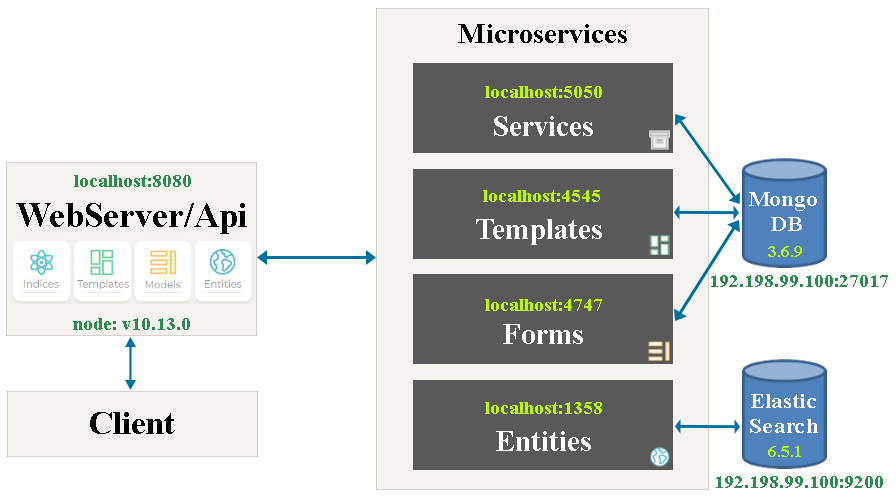 localhost:8080
WebServer/Api
Indices
Templates
Models
Entities
node: v10.13.0
Client
Microservices
localhost:5050
Services
localhost:4545
Templates
localhost:4747
Forms
localhost:1358
Entities
Mongo
DB
3.6.9
192.198.99.100:27017
Elastic
Search
6.5.1
192.198.99.100:9200